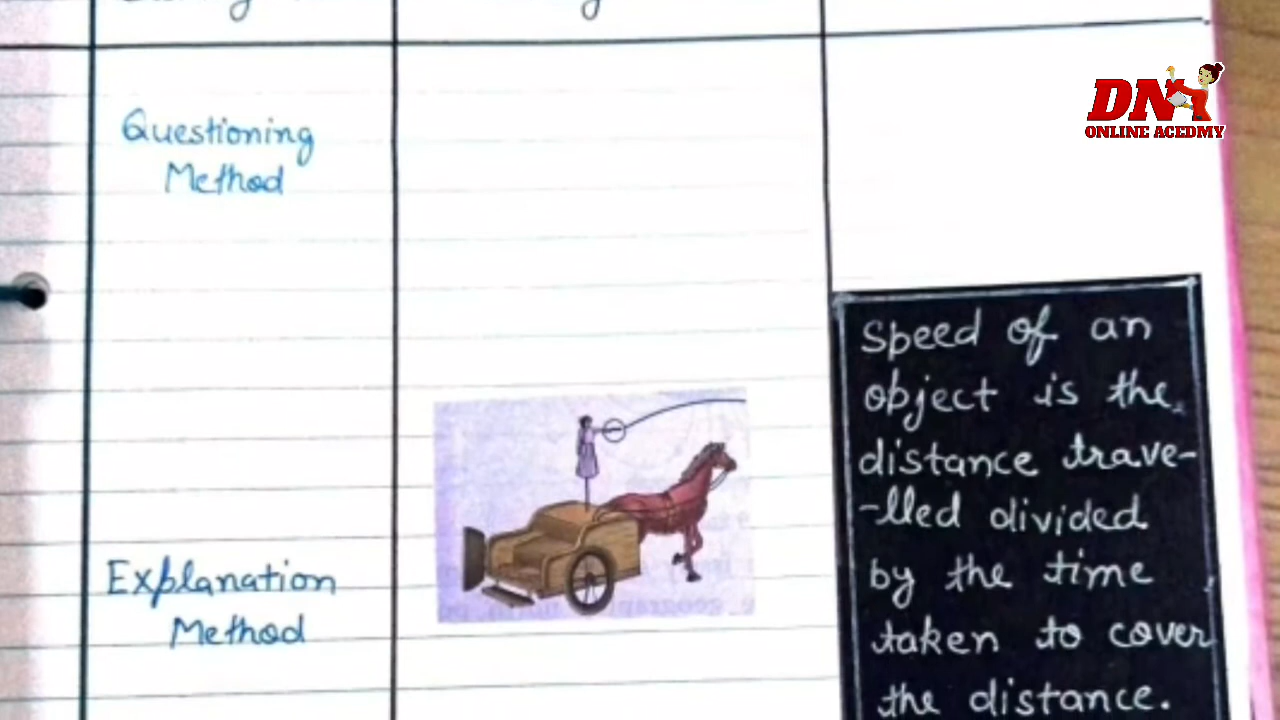 DNA
ONLINE ACEDMY
Questioning
Method
Explanation
Method
Speed of an
object is the
distance trave-
-lled divided
by the time
taken to cover
the distance.